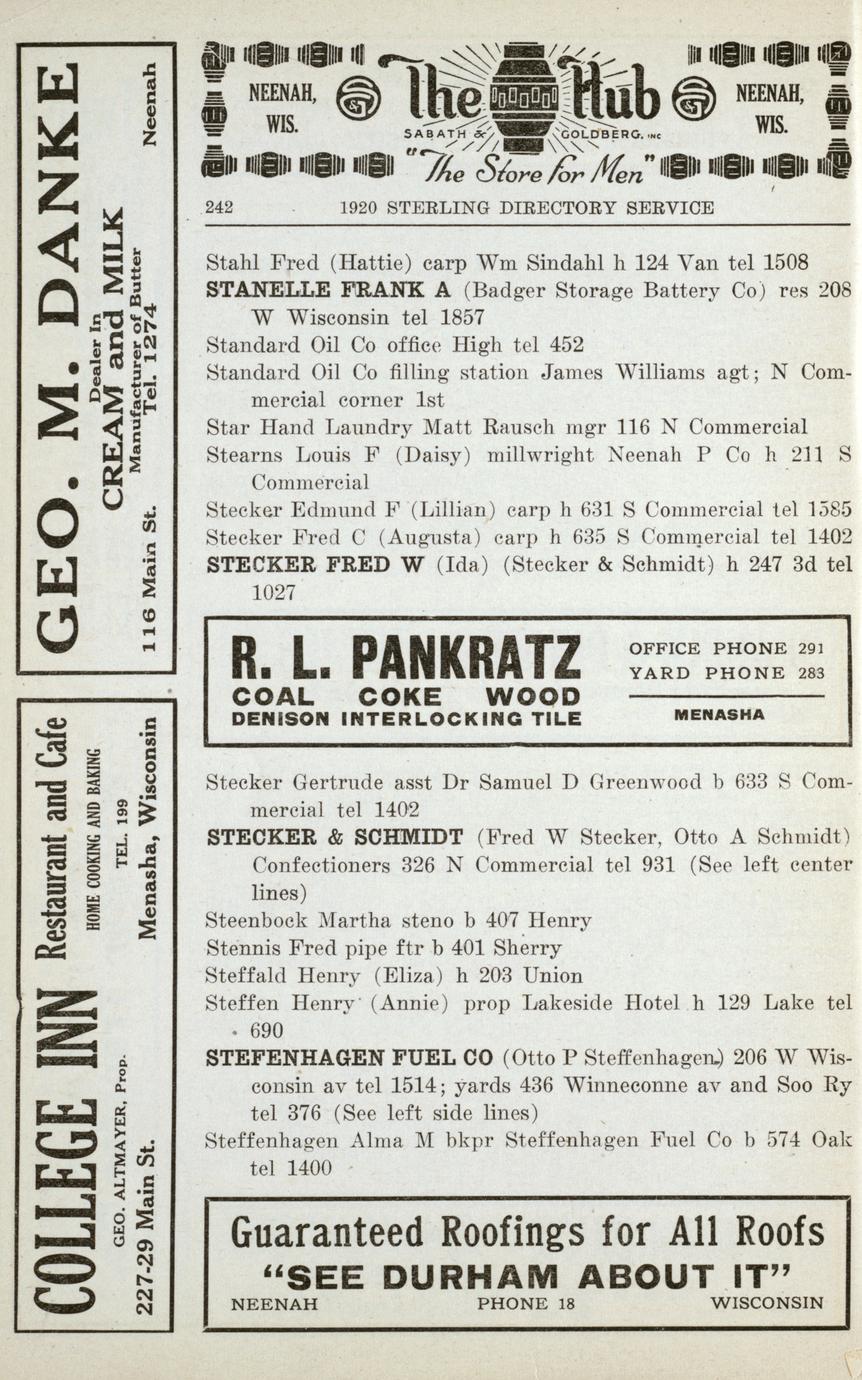 GEO. M. DANKE
Dealer In
CREAM and MILK
Manufacturer of Butter
116 Main St. Tel. 1274 Neenah
COLLEGE INN Restaurant and Cafe
HOME COOKING AND BAKING
GEO. ALTMAYER, Prop. TEL. 199
227-29 Main St. Menasha, Wisconsin
NEENAH,
WIS.
The Hub
SABATH & GOLDBERG, INC
NEENAH,
WIS.
"The Store for Men"
242 1920 STERLING DIRECTORY SERVICE
Stahl Fred (Hattie) carp Wm Sindahl h 124 Van tel 1508
STANELLE FRANK A (Badger Storage Battery Co) res 208
W Wisconsin tel 1857
Standard Oil Co office High tel 452
Standard Oil Co filling station James Williams agt; N Com-
mercial corner 1st
Star Hand Laundry Matt Rausch mgr 116 N Commercial
Stearns Louis F (Daisy) millwright Neenah P Co h 211 S
Commercial
Stecker Edmund F (Lillian) carp h 631 S Commercial tel 1585
Stecker Fred C (Augusta) carp h 635 S Commercial tel 1402
STECKER FRED W (Ida) (Stecker & Schmidt) h 247 3d tel
1027
R. L. PANKRATZ
COAL COKE WOOD
DENISON INTERLOCKING TILE
OFFICE PHONE 291
YARD PHONE 283
MENASHA
Stecker Gertrude asst Dr Samuel D Greenwood b 633 S Com-
mercial tel 1402
STECKER & SCHMIDT (Fred W Stecker, Otto A Schmidt)
Confectioners 326 N Commercial tel 931 (See left center
lines)
Steenbock Martha steno b 407 Henry
Stennis Fred pipe ftr b 401 Sherry
Steffald Henry (Eliza) h 203 Union
Steffen Henry (Annie) prop Lakeside Hotel h 129 Lake tel
690
STEFENHAGEN FUEL CO (Otto P Steffenhagen) 206 W Wis-
consin av tel 1514; yards 436 Winneconne av and Soo Ry
tel 376 (See left side lines)
Steffenhagen Alma M bkpr Steffenhagen Fuel Co b 574 Oak
tel 1400
Guaranteed Roofings for All Roofs
"SEE DURHAM ABOUT IT"
NEENAH PHONE 18 WISCONSIN